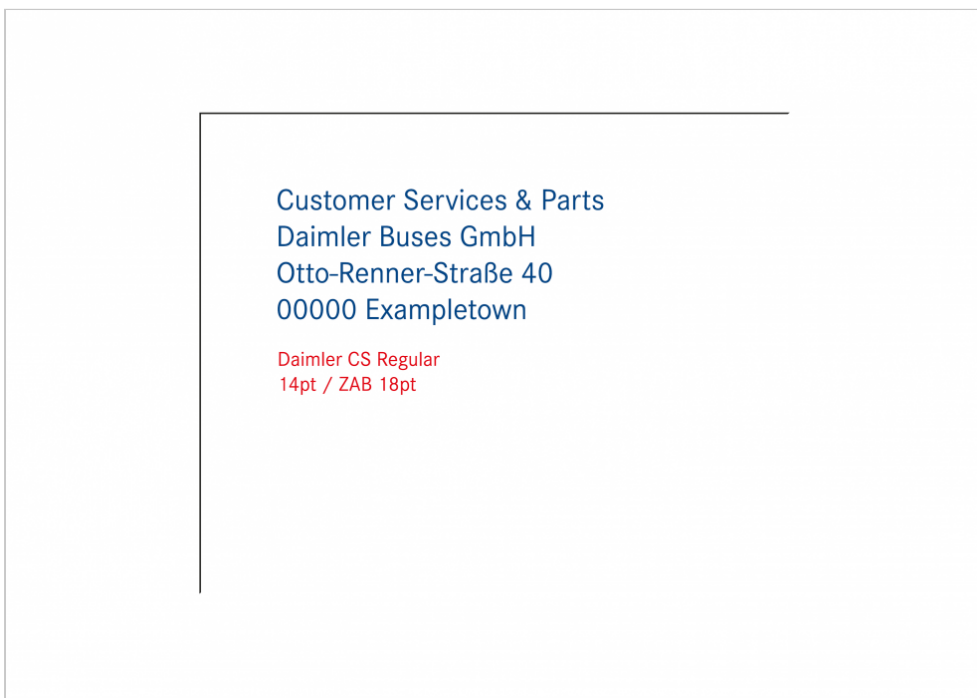 Customer Services & Parts
Daimler Buses GmbH
Otto-Renner-Straße 40
00000 Exampletown
Daimler CS Regular
14pt / ZAB 18pt